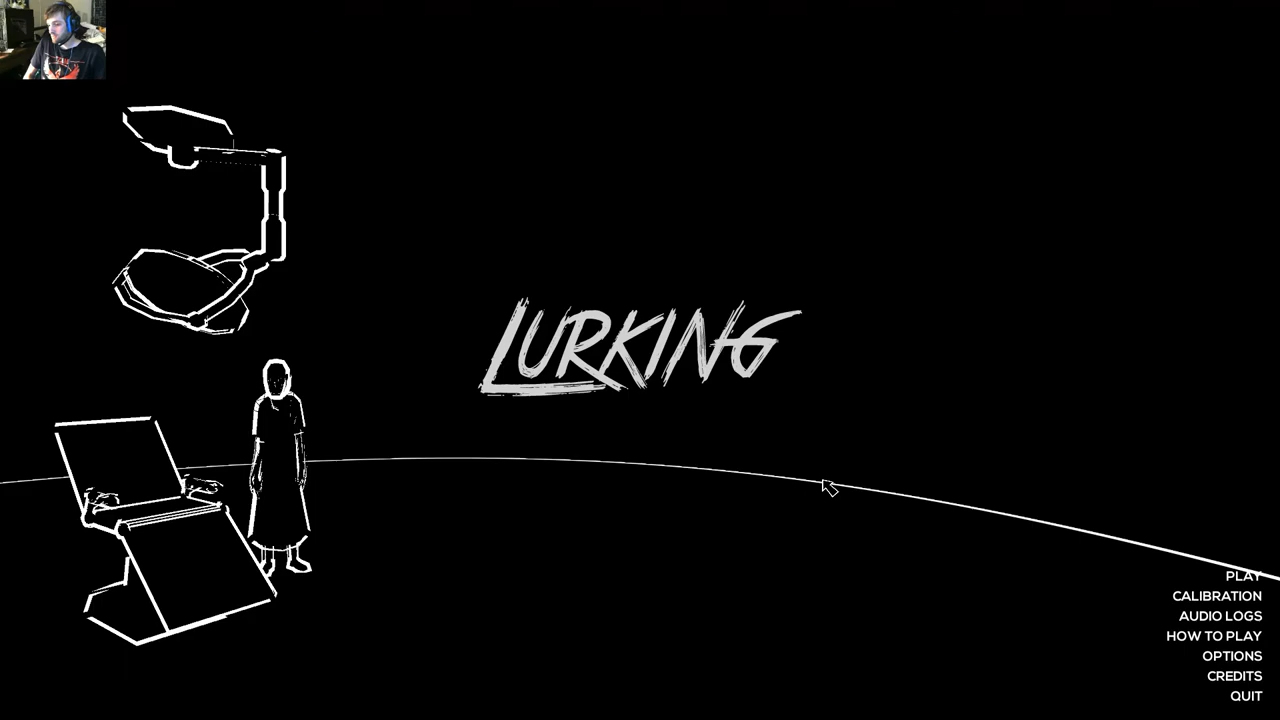 LURKING
PLAY
CALIBRATION
AUDIO LOGS
HOW TO PLAY
OPTIONS
CREDITS
QUIT